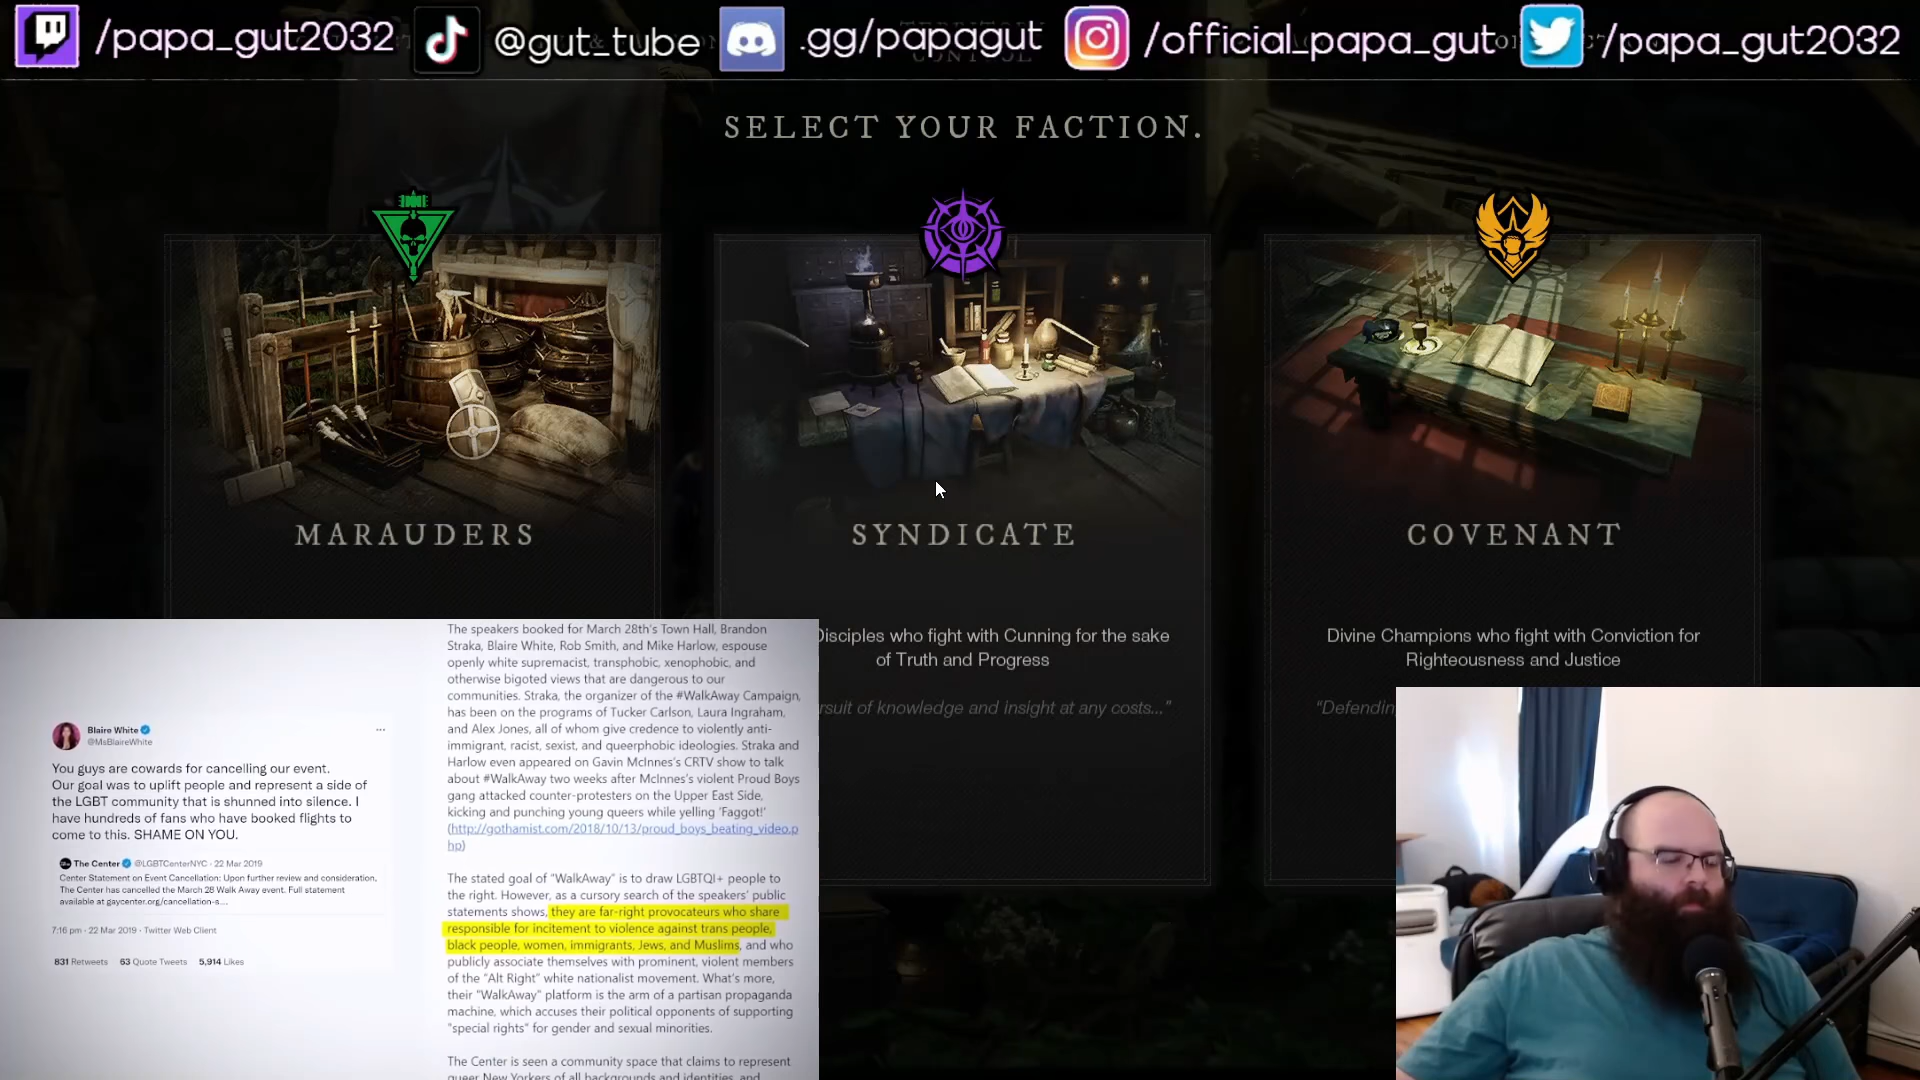 /papa_gut2032
@gut_tube
.gg/papagut
/official_papa_gut
/papa_gut2032
SELECT YOUR FACTION.
MARAUDERS
SYNDICATE
Disciples who fight with Cunning for the sake
of Truth and Progress
rsuit of knowledge and insight at any costs..."
COVENANT
Divine Champions who fight with Conviction for
Righteousness and Justice
"Defending
Blaire White
@MsBlaireWhite
You guys are cowards for cancelling our event.
Our goal was to uplift people and represent a side of
the LGBT community that is shunned into silence. I
have hundreds of fans who have booked flights to
come to this. SHAME ON YOU.
The Center @LGBTCenterNYC · 22 Mar 2019
Center Statement on Event Cancellation: Upon further review and consideration,
The Center has cancelled the March 28 Walk Away event. Full statement
available at gaycenter.org/cancellation-s....
7:16 pm · 22 Mar 2019 · Twitter Web Client
831 Retweets 63 Quote Tweets 5,914 Likes
The speakers booked for March 28th's Town Hall, Brandon
Straka, Blaire White, Rob Smith, and Mike Harlow, espouse
openly white supremacist, transphobic, xenophobic, and
otherwise bigoted views that are dangerous to our
communities. Straka, the organizer of the #WalkAway Campaign,
has been on the programs of Tucker Carlson, Laura Ingraham,
and Alex Jones, all of whom give credence to violently anti-
immigrant, racist, sexist, and queerphobic ideologies. Straka and
Harlow even appeared on Gavin McInnes's CRTV show to talk
about #WalkAway two weeks after McInnes's violent Proud Boys
gang attacked counter-protesters on the Upper East Side,
kicking and punching young queers while yelling 'Faggot!'
(http://gothamist.com/2018/10/13/proud_boys_beating_video.p
hp)
The stated goal of "WalkAway" is to draw LGBTQI+ people to
the right. However, as a cursory search of the speakers' public
statements shows, they are far-right provocateurs who share
responsible for incitement to violence against trans people,
black people, women, immigrants, Jews, and Muslims, and who
publicly associate themselves with prominent, violent members
of the "Alt Right" white nationalist movement. What's more,
their "WalkAway" platform is the arm of a partisan propaganda
machine, which accuses their political opponents of supporting
"special rights" for gender and sexual minorities.
The Center is seen a community space that claims to represent
queer New Yorkers of all backgrounds and identities, and